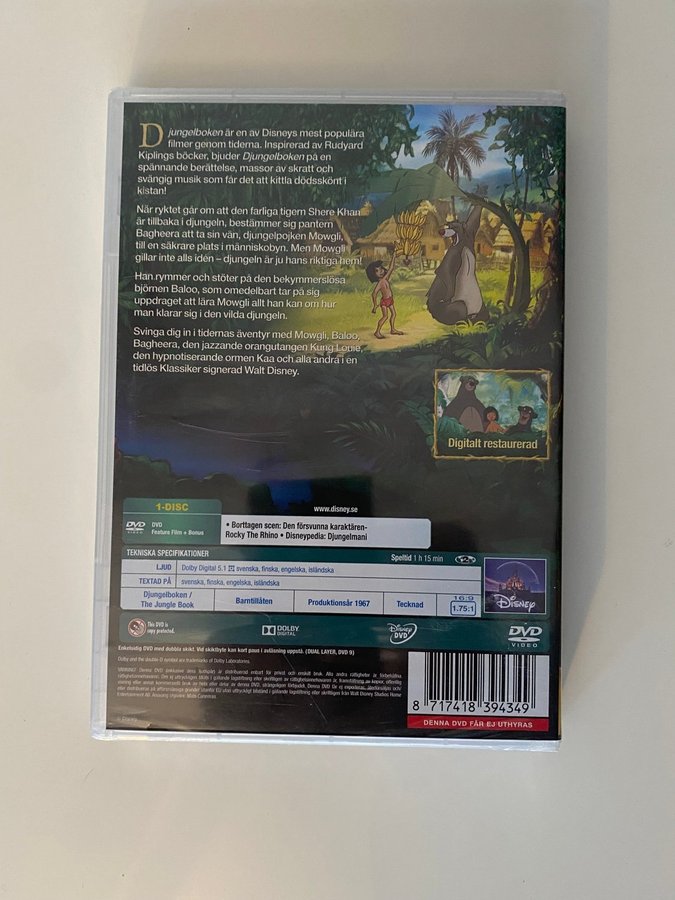 Djungelboken är en av Disneys mest populära
filmer genom tiderna. Inspirerad av Rudyard
Kiplings böcker, bjuder Djungelboken på en
spännande berättelse, massor av skratt och
svängig musik som får det att kittla dödsskönt i
kistan!
När ryktet går om att den farliga tigern Shere Khan
är tillbaka i djungeln, bestämmer sig pantern
Bagheera att ta sin vän, djungelpojken Mowgli,
till en säkrare plats i människobyn. Men Mowgli
gillar inte alls idén – djungeln är ju hans riktiga hem!
Han rymmer och stöter på den bekymmerslösa
björnen Baloo, som omedelbart tar på sig
uppdraget att lära Mowgli allt han kan om hur
man klarar sig i den vilda djungeln.
Svinga dig in i tidernas äventyr med Mowgli, Baloo,
Bagheera, den jazzande orangutangen Kung Louie,
den hypnotiserande ormen Kaa och alla andra i en
tidlös Klassiker signerad Walt Disney.
Digitalt restaurerad
1-DISC
www.disney.se
DVD VIDEO
DVD
Feature Film + Bonus
• Borttagen scen: Den försvunna karaktären-
Rocky The Rhino • Disneypedia: Djungelmani
TEKNISKA SPECIFIKATIONER
Speltid 1 h 15 min
2
LJUD
Dolby Digital 5.1 svenska, finska, engelska, isländska
TEXTAD PÅ
svenska, finska, engelska, isländska
Djungelboken /
The Jungle Book
Barntillåten
Produktionsår 1967
Tecknad
16:9
1.75:1
Disney
This DVD is
copy protected.
DOLBY
DIGITAL
Disney
DVD
DVD
VIDEO
Enkelsidig DVD med dubbla skikt. Vid skiktbyte kan kort paus i avläsning uppstå. (DUAL LAYER, DVD 9)
Dolby and the double-D symbol are trademarks of Dolby Laboratories.
© Disney
8 717418 394349
DENNA DVD FÅR EJ UTHYRAS